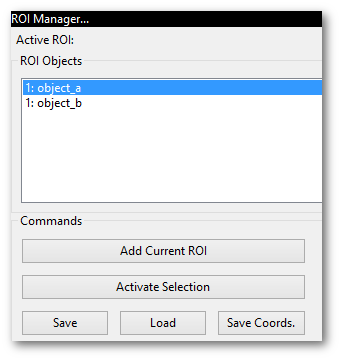 ROI Manager...
Active ROI:
ROI Objects
1: object_a
1: object_b
Commands
Add Current ROI
Activate Selection
Save Load Save Coords.